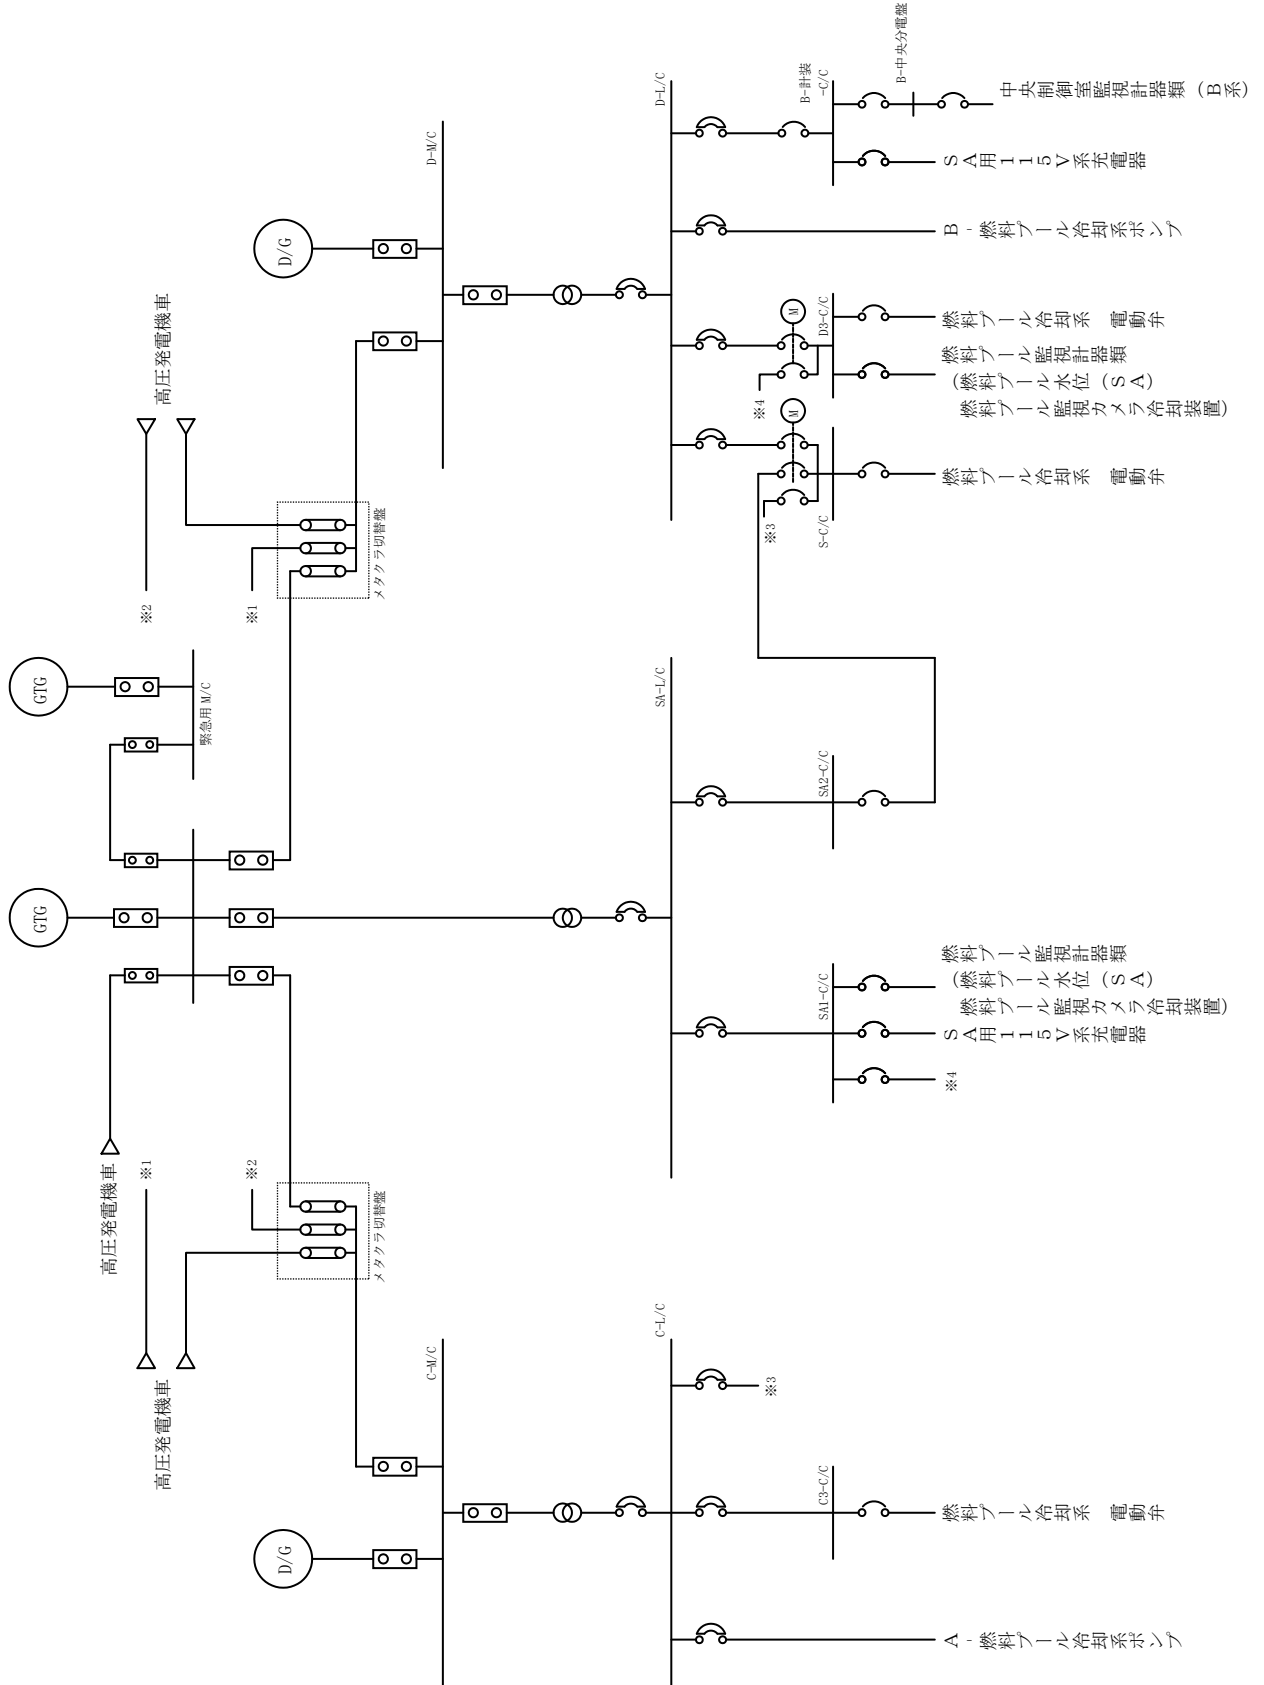 GTG
GTG
緊急用 M/C
高圧発電機車
高圧発電機車
高圧発電機車
※1
※2
※2
※1
メタクラ切替盤
メタクラ切替盤
D/G
D/G
C-M/C
D-M/C
C-L/C
SA-L/C
D-L/C
※3
C3-C/C
SA1-C/C
SA2-C/C
※3
S-C/C
M
※4
M
D3-C/C
B-計装
-C/C
B-中央分電盤
A-燃料プール冷却系ポンプ
燃料プール冷却系 電動弁
※4
SA用115V系充電器
燃料プール監視計器類
(燃料プール水位(SA)
燃料プール監視カメラ冷却装置)
燃料プール冷却系 電動弁
燃料プール監視計器類
(燃料プール水位(SA)
燃料プール監視カメラ冷却装置)
燃料プール冷却系 電動弁
B-燃料プール冷却系ポンプ
SA用115V系充電器
中央制御室監視計器類(B系)